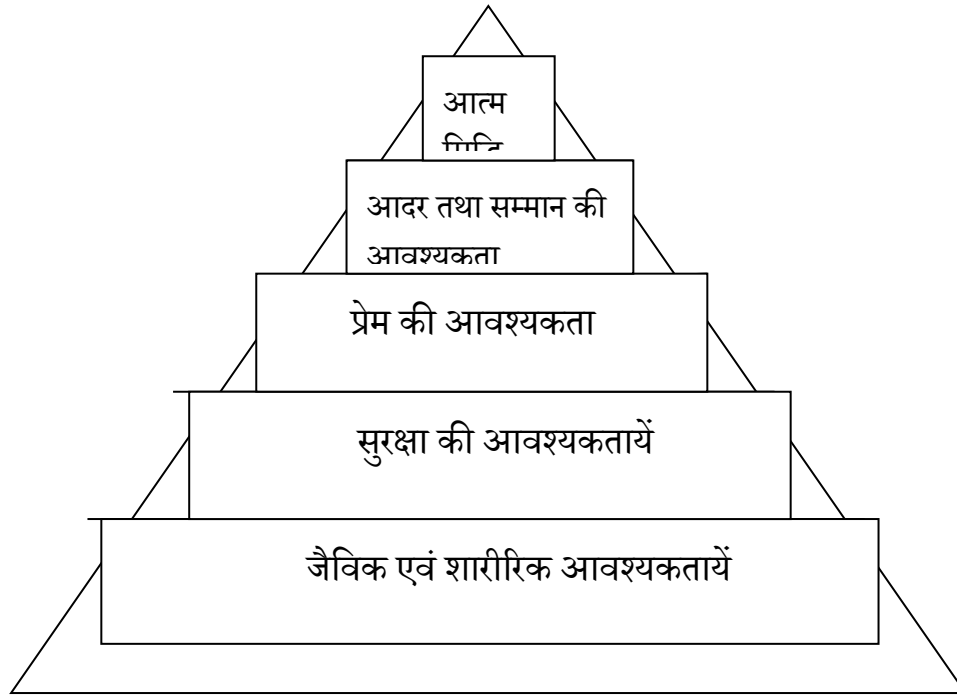 आत्म
आदर तथा सम्मान की
आवश्यकता
प्रेम की आवश्यकता
सुरक्षा की आवश्यकतायें
जैविक एवं शारीरिक आवश्यकतायें